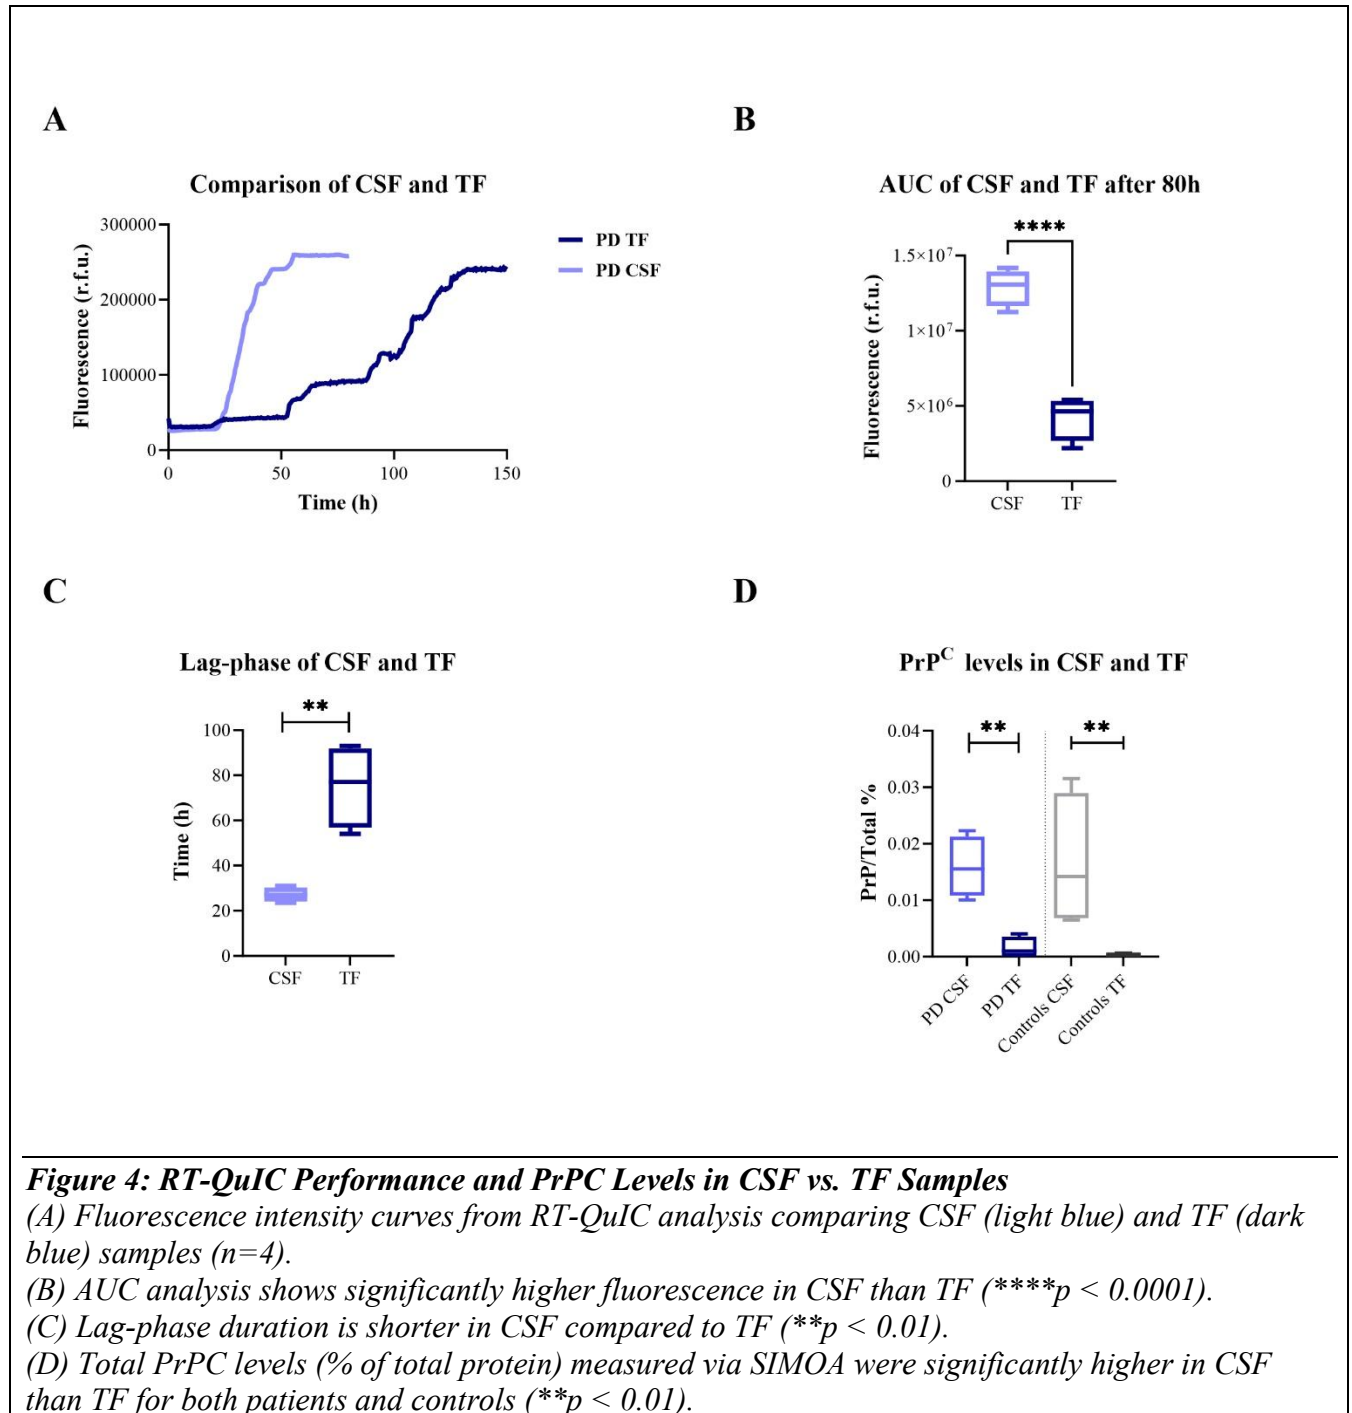 A
Comparison of CSF and TF
Fluorescence (r.f.u.)
300000
200000
100000
0
0 50 100 150
Time (h)
PD TF
PD CSF
B
AUC of CSF and TF after 80h
****
Fluorescence (r.f.u.)
1.5×10⁷
1×10⁷
5×10⁶
0
CSF TF
C
Lag-phase of CSF and TF
**
Time (h)
100
80
60
40
20
0
CSF TF
D
PrPᶜ levels in CSF and TF
** **
PrP/Total %
0.04
0.03
0.02
0.01
0.00
PD CSF
PD TF
Controls CSF
Controls TF
Figure 4: RT-QuIC Performance and PrPC Levels in CSF vs. TF Samples
(A) Fluorescence intensity curves from RT-QuIC analysis comparing CSF (light blue) and TF (dark
blue) samples (n=4).
(B) AUC analysis shows significantly higher fluorescence in CSF than TF (****p < 0.0001).
(C) Lag-phase duration is shorter in CSF compared to TF (**p < 0.01).
(D) Total PrPC levels (% of total protein) measured via SIMOA were significantly higher in CSF
than TF for both patients and controls (**p < 0.01).